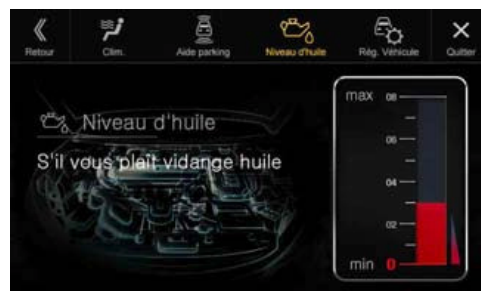 Retour
Clim.
Aide parking
Niveau d'huile
Rég. Véhicule
Quitter
Niveau d'huile
S'il vous plaît vidange huile
max 08
06
04
02
min 0